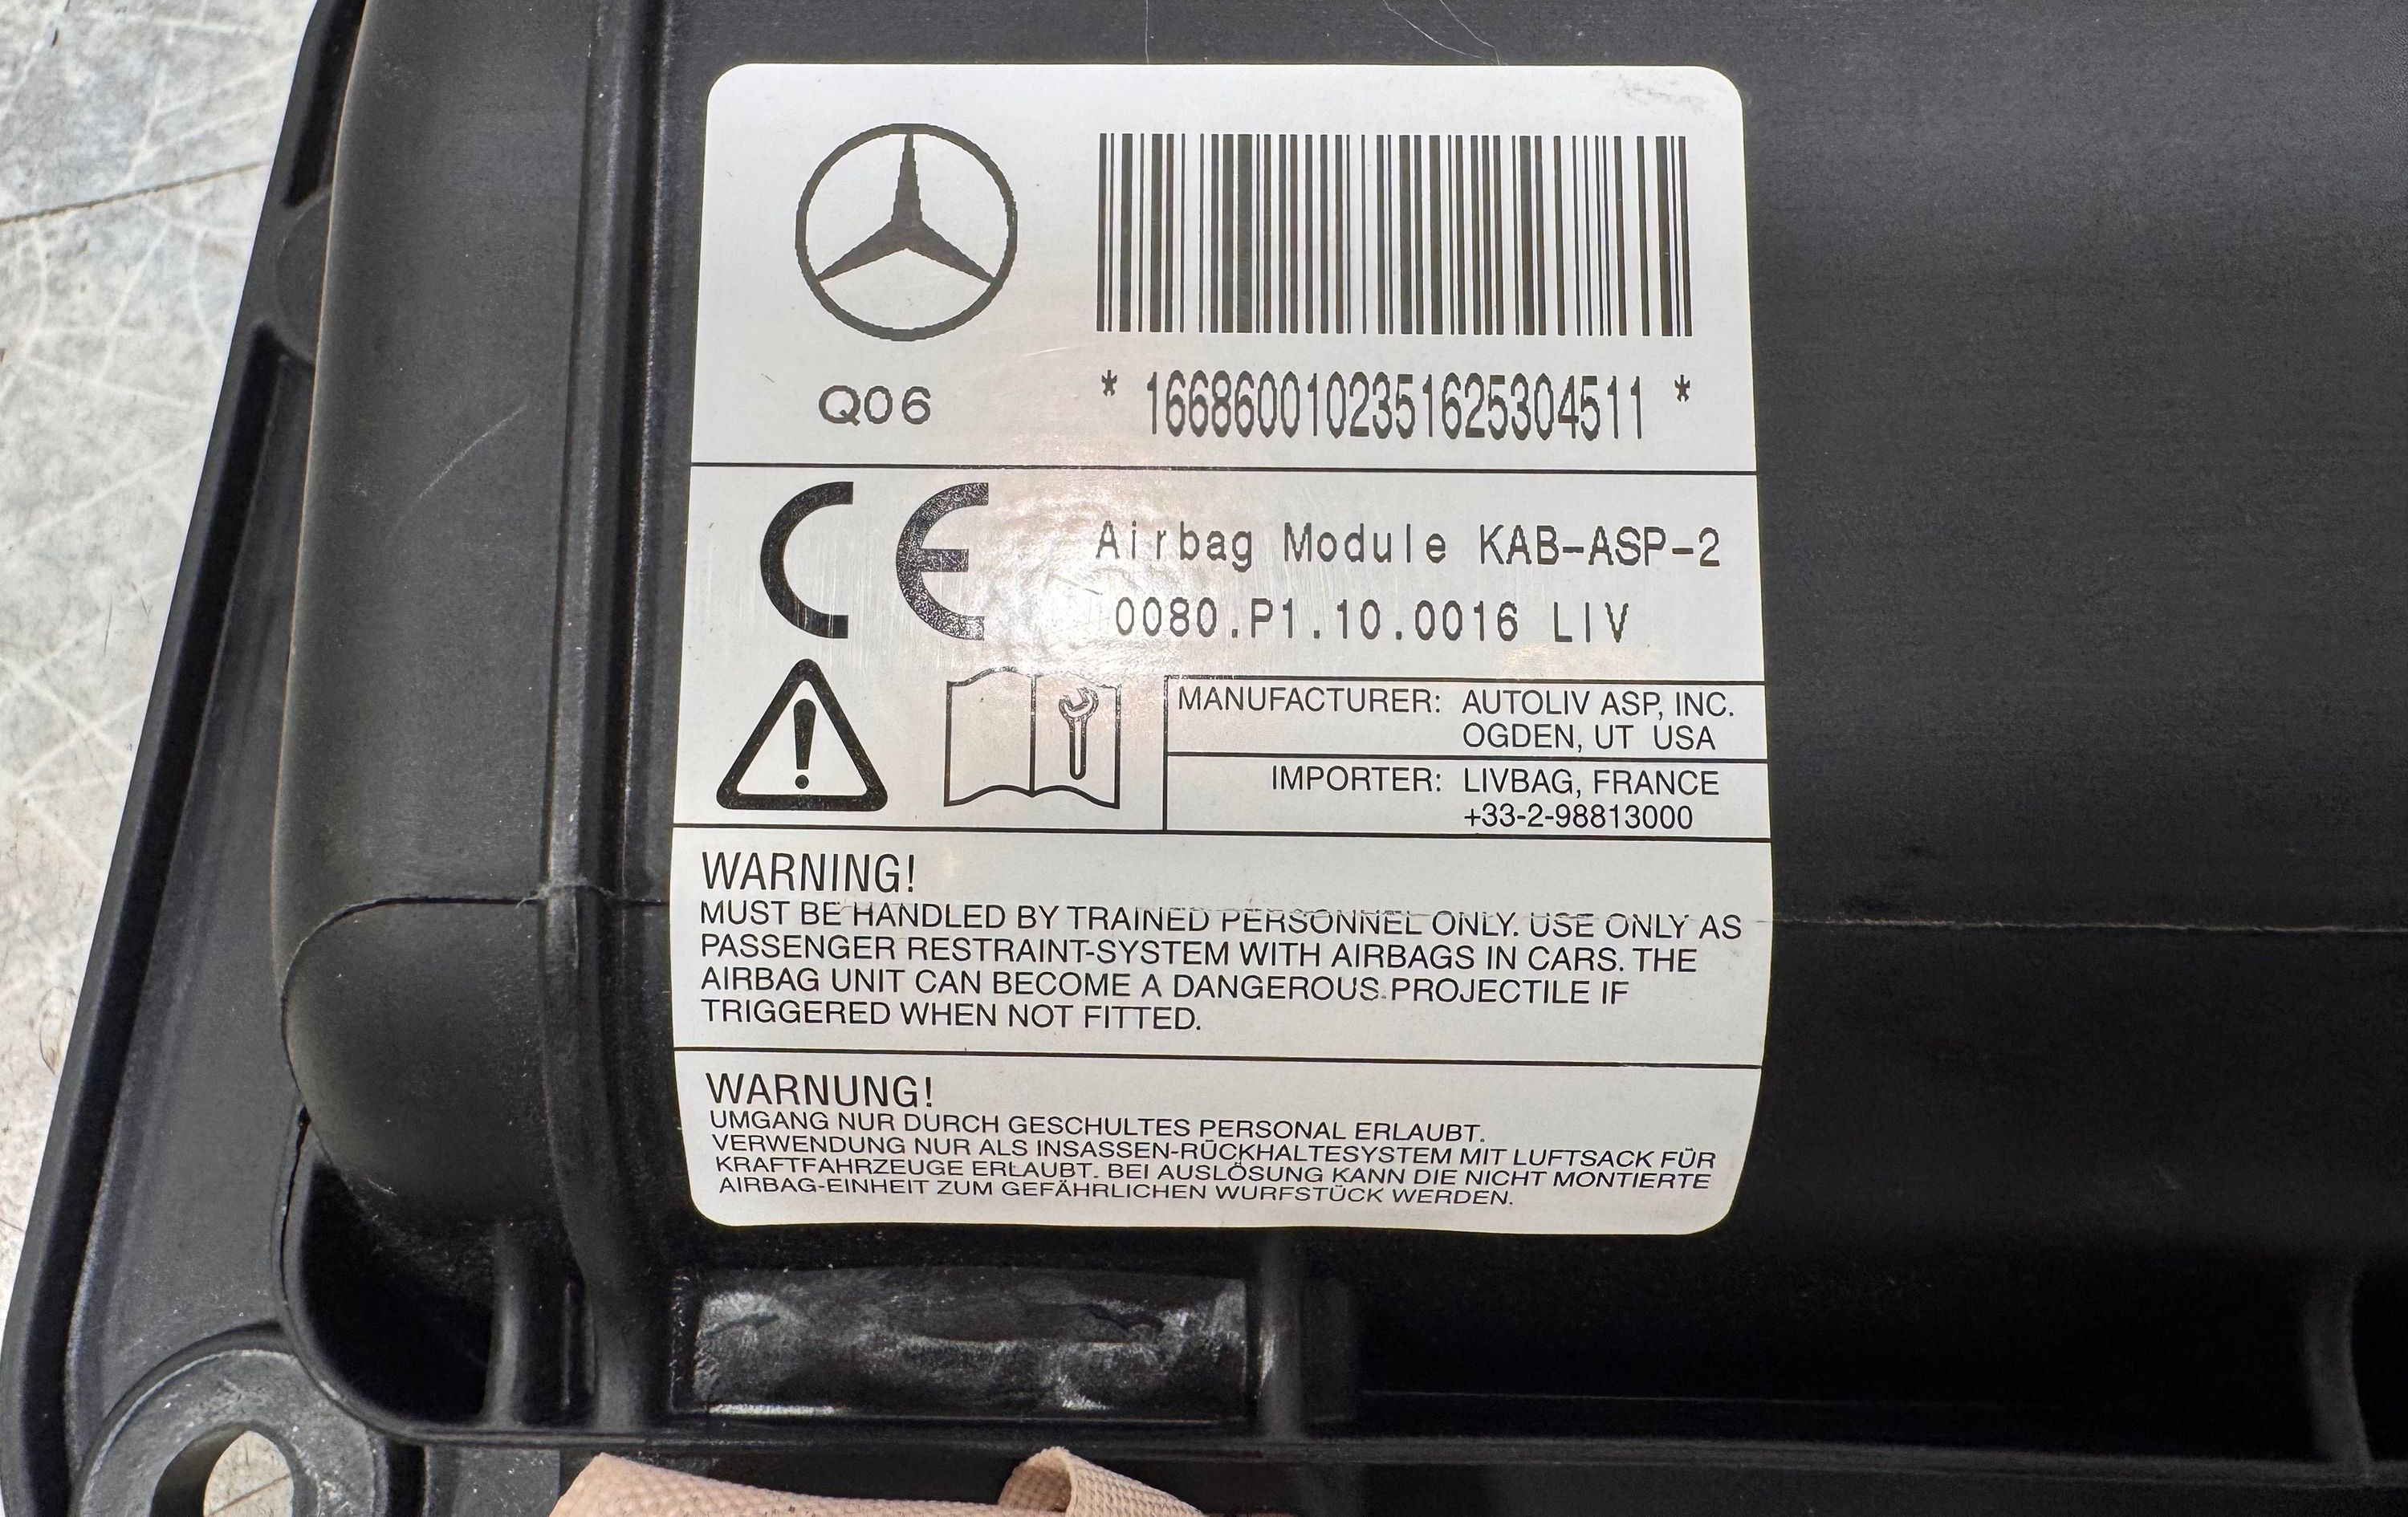 Q06
* 1668600102351625304511 *
CE
Airbag Module KAB-ASP-2
0080.P1.10.0016 LIV
MANUFACTURER: AUTOLIV ASP, INC.
OGDEN, UT USA
IMPORTER: LIVBAG, FRANCE
+33-2-98813000
WARNING!
MUST BE HANDLED BY TRAINED PERSONNEL ONLY. USE ONLY AS
PASSENGER RESTRAINT-SYSTEM WITH AIRBAGS IN CARS. THE
AIRBAG UNIT CAN BECOME A DANGEROUS PROJECTILE IF
TRIGGERED WHEN NOT FITTED.
WARNUNG!
UMGANG NUR DURCH GESCHULTES PERSONAL ERLAUBT.
VERWENDUNG NUR ALS INSASSEN-RÜCKHALTESYSTEM MIT LUFTSACK FÜR
KRAFTFAHRZEUGE ERLAUBT. BEI AUSLÖSUNG KANN DIE NICHT MONTIERTE
AIRBAG-EINHEIT ZUM GEFÄHRLICHEN WURFSTÜCK WERDEN.